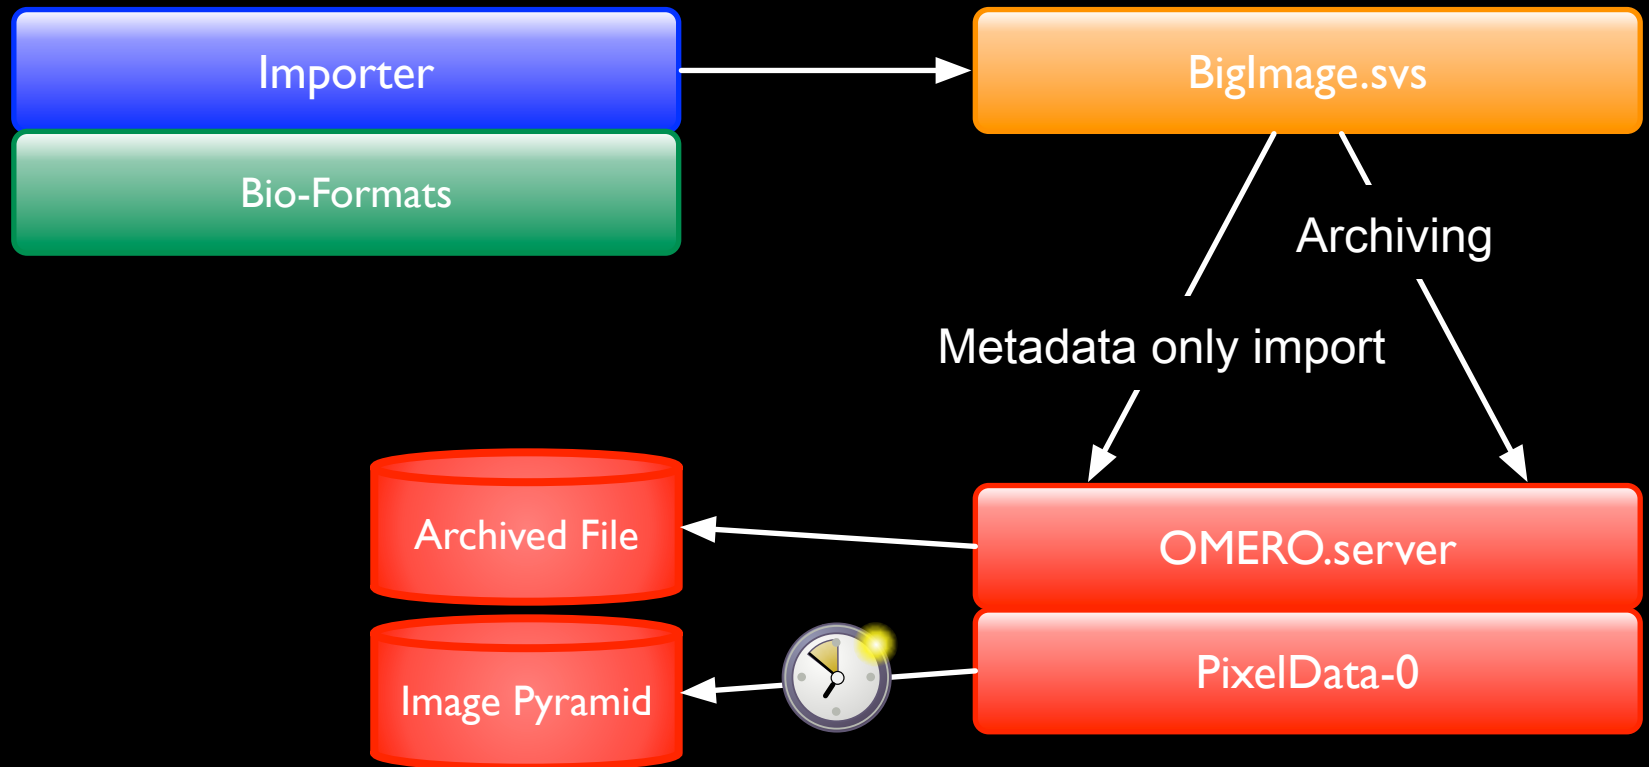 Importer
BigImage.svs
Bio-Formats
Archiving
Metadata only import
Archived File
OMERO.server
Image Pyramid
PixelData-0